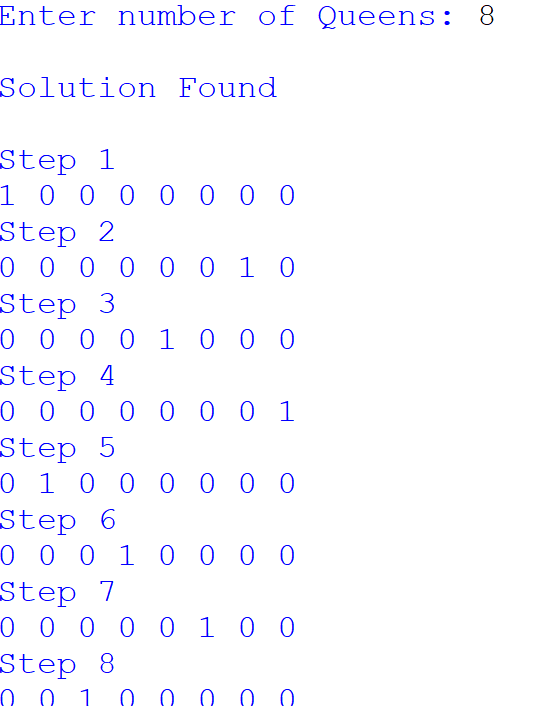 Enter number of Queens: 8
Solution Found
Step 1
1 0 0 0 0 0 0 0
Step 2
0 0 0 0 0 0 1 0
Step 3
0 0 0 0 1 0 0 0
Step 4
0 0 0 0 0 0 0 1
Step 5
0 1 0 0 0 0 0 0
Step 6
0 0 0 1 0 0 0 0
Step 7
0 0 0 0 0 1 0 0
Step 8
0 0 1 0 0 0 0 0